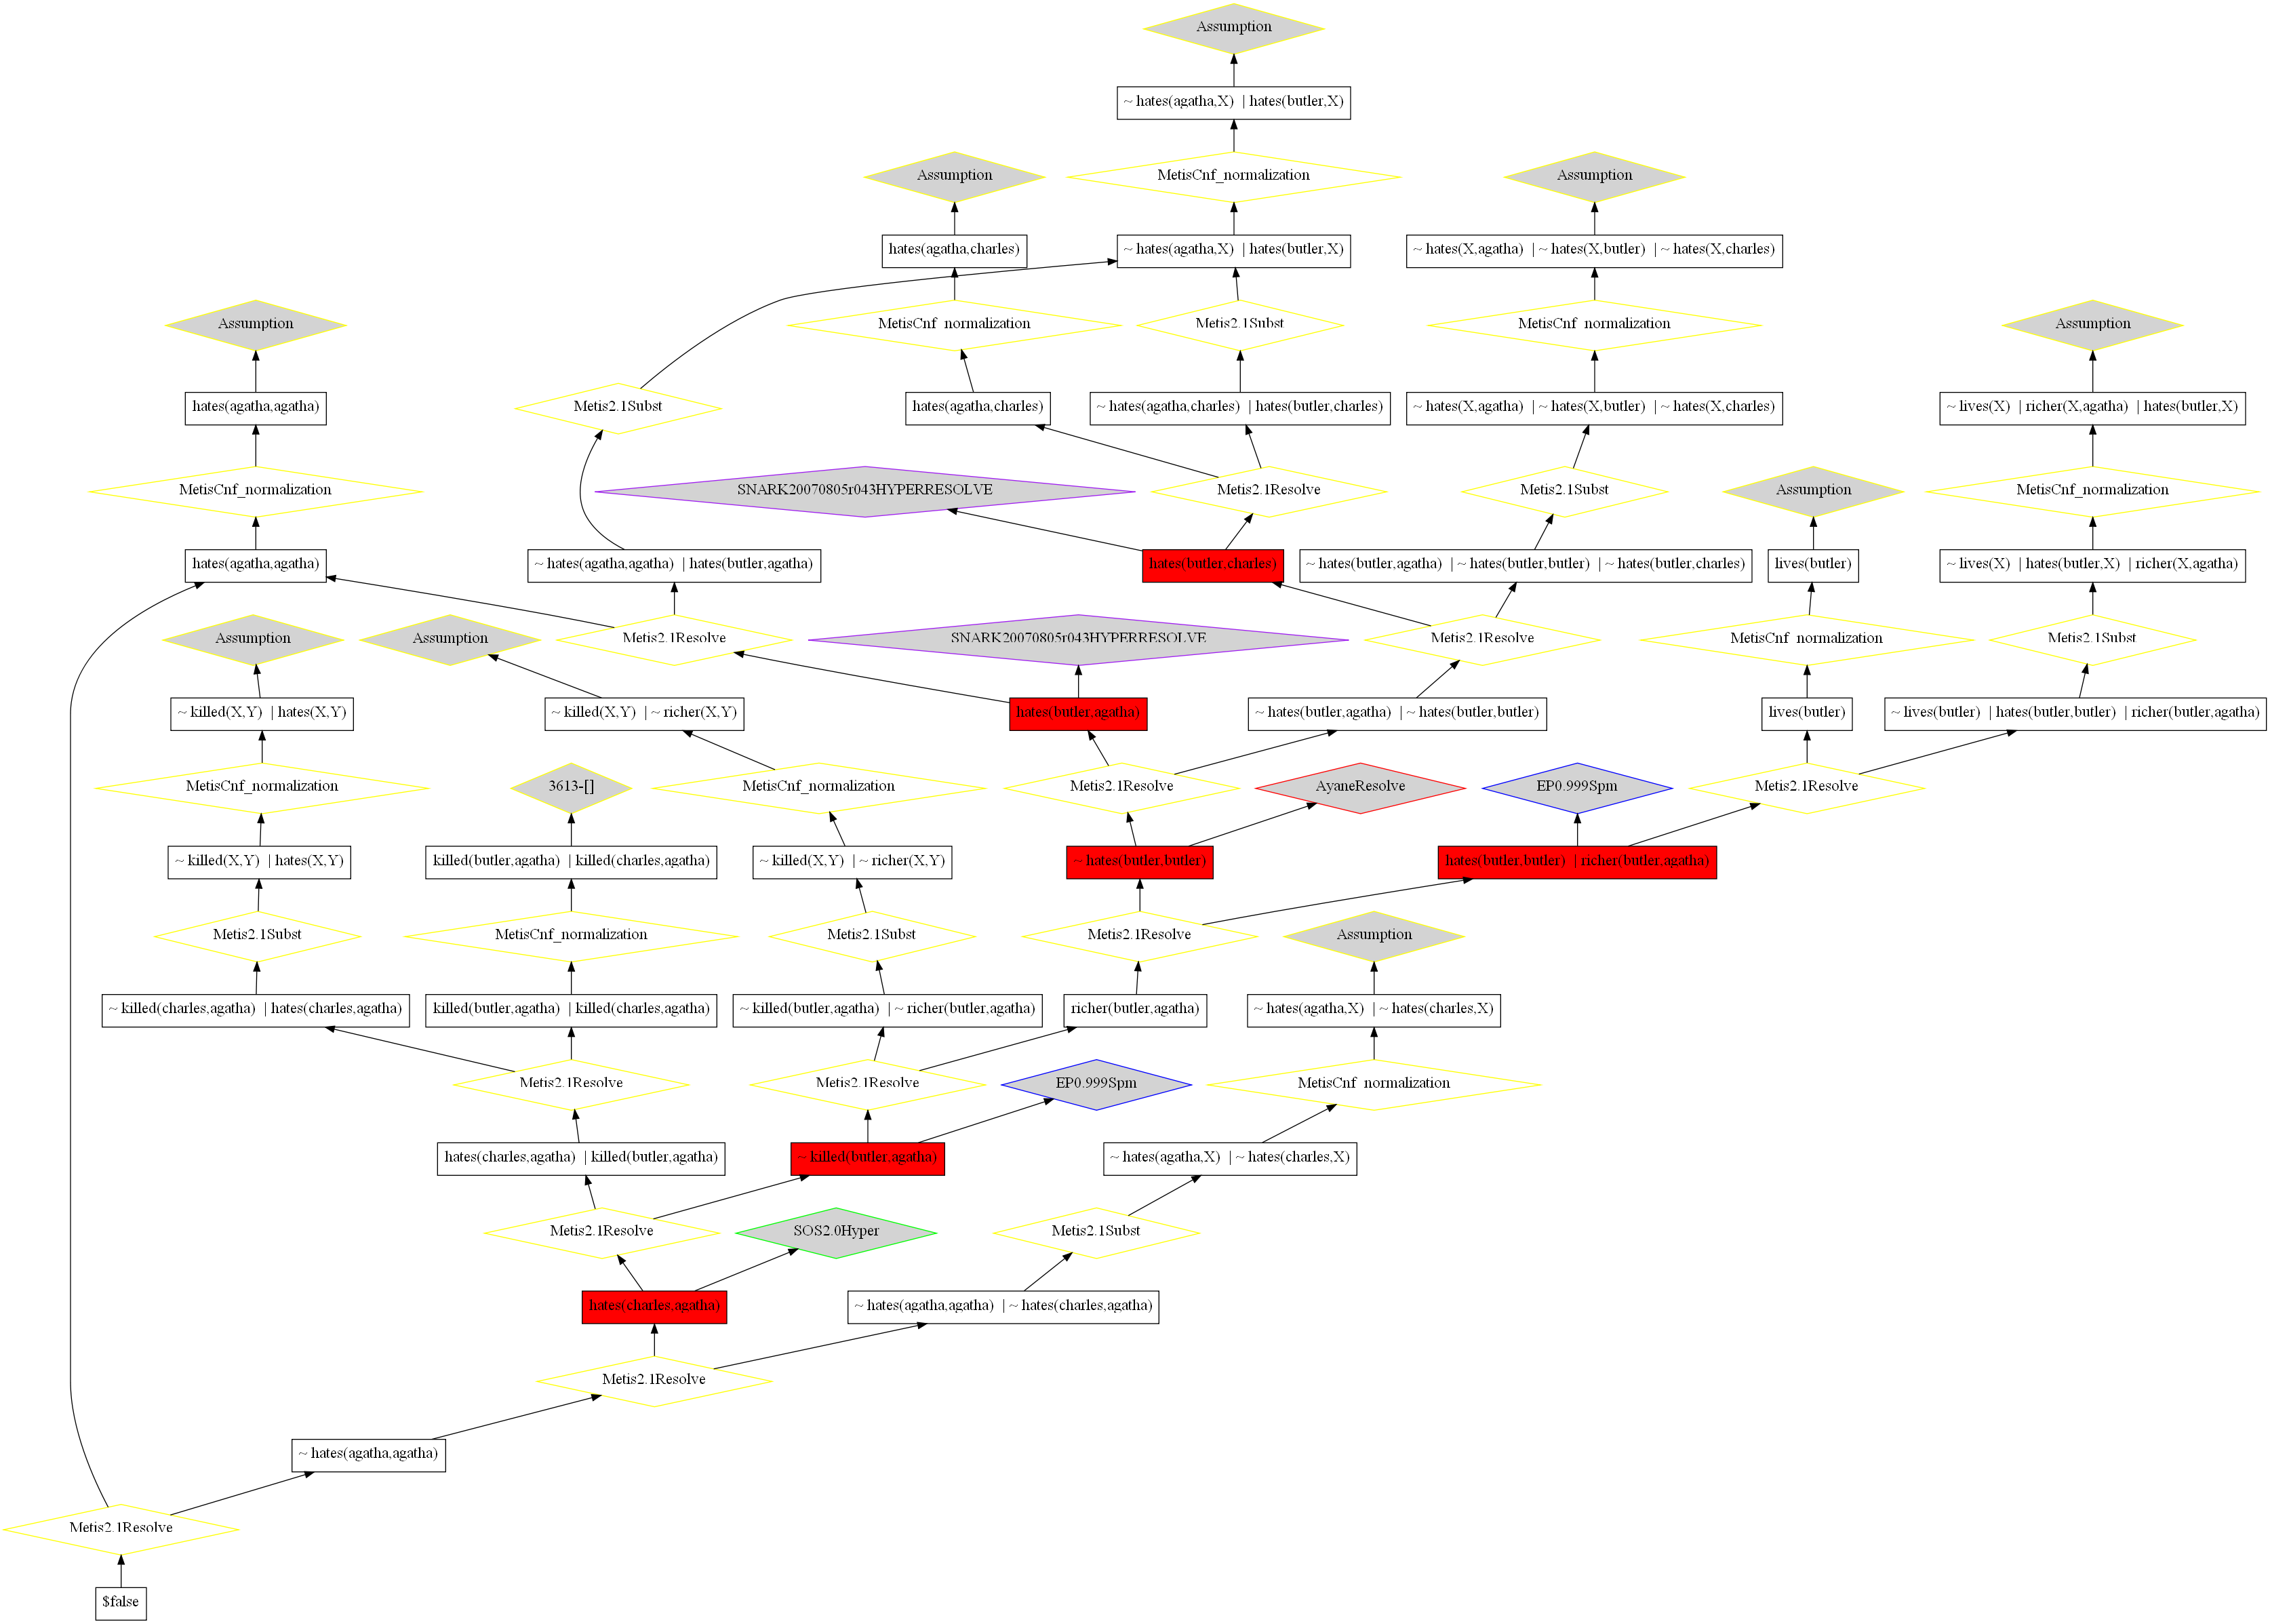 Assumption
~ hates(agatha,X) | hates(butler,X)
Assumption
MetisCnf_normalization
Assumption
hates(agatha,charles)
~ hates(agatha,X) | hates(butler,X)
~ hates(X,agatha) | ~ hates(X,butler) | ~ hates(X,charles)
Assumption
MetisCnf_normalization
Metis2.1Subst
MetisCnf_normalization
Assumption
hates(agatha,agatha)
Metis2.1Subst
hates(agatha,charles)
~ hates(agatha,charles) | hates(butler,charles)
~ hates(X,agatha) | ~ hates(X,butler) | ~ hates(X,charles)
~ lives(X) | richer(X,agatha) | hates(butler,X)
MetisCnf_normalization
SNARK20070805r043HYPERRESOLVE
Metis2.1Resolve
Metis2.1Subst
Assumption
MetisCnf_normalization
hates(agatha,agatha)
~ hates(agatha,agatha) | hates(butler,agatha)
hates(butler,charles)
~ hates(butler,agatha) | ~ hates(butler,butler) | ~ hates(butler,charles)
lives(butler)
~ lives(X) | hates(butler,X) | richer(X,agatha)
Assumption
Assumption
Metis2.1Resolve
SNARK20070805r043HYPERRESOLVE
Metis2.1Resolve
MetisCnf_normalization
Metis2.1Subst
~ killed(X,Y) | hates(X,Y)
~ killed(X,Y) | ~ richer(X,Y)
hates(butler,agatha)
~ hates(butler,agatha) | ~ hates(butler,butler)
lives(butler)
~ lives(butler) | hates(butler,butler) | richer(butler,agatha)
MetisCnf_normalization
3613-[]
MetisCnf_normalization
Metis2.1Resolve
AyaneResolve
EP0.999Spm
Metis2.1Resolve
~ killed(X,Y) | hates(X,Y)
killed(butler,agatha) | killed(charles,agatha)
~ killed(X,Y) | ~ richer(X,Y)
~ hates(butler,butler)
hates(butler,butler) | richer(butler,agatha)
Metis2.1Subst
MetisCnf_normalization
Metis2.1Subst
Metis2.1Resolve
Assumption
~ killed(charles,agatha) | hates(charles,agatha)
killed(butler,agatha) | killed(charles,agatha)
~ killed(butler,agatha) | ~ richer(butler,agatha)
richer(butler,agatha)
~ hates(agatha,X) | ~ hates(charles,X)
Metis2.1Resolve
Metis2.1Resolve
EP0.999Spm
MetisCnf_normalization
hates(charles,agatha) | killed(butler,agatha)
~ killed(butler,agatha)
~ hates(agatha,X) | ~ hates(charles,X)
Metis2.1Resolve
SOS2.0Hyper
Metis2.1Subst
hates(charles,agatha)
~ hates(agatha,agatha) | ~ hates(charles,agatha)
Metis2.1Resolve
~ hates(agatha,agatha)
Metis2.1Resolve
$false